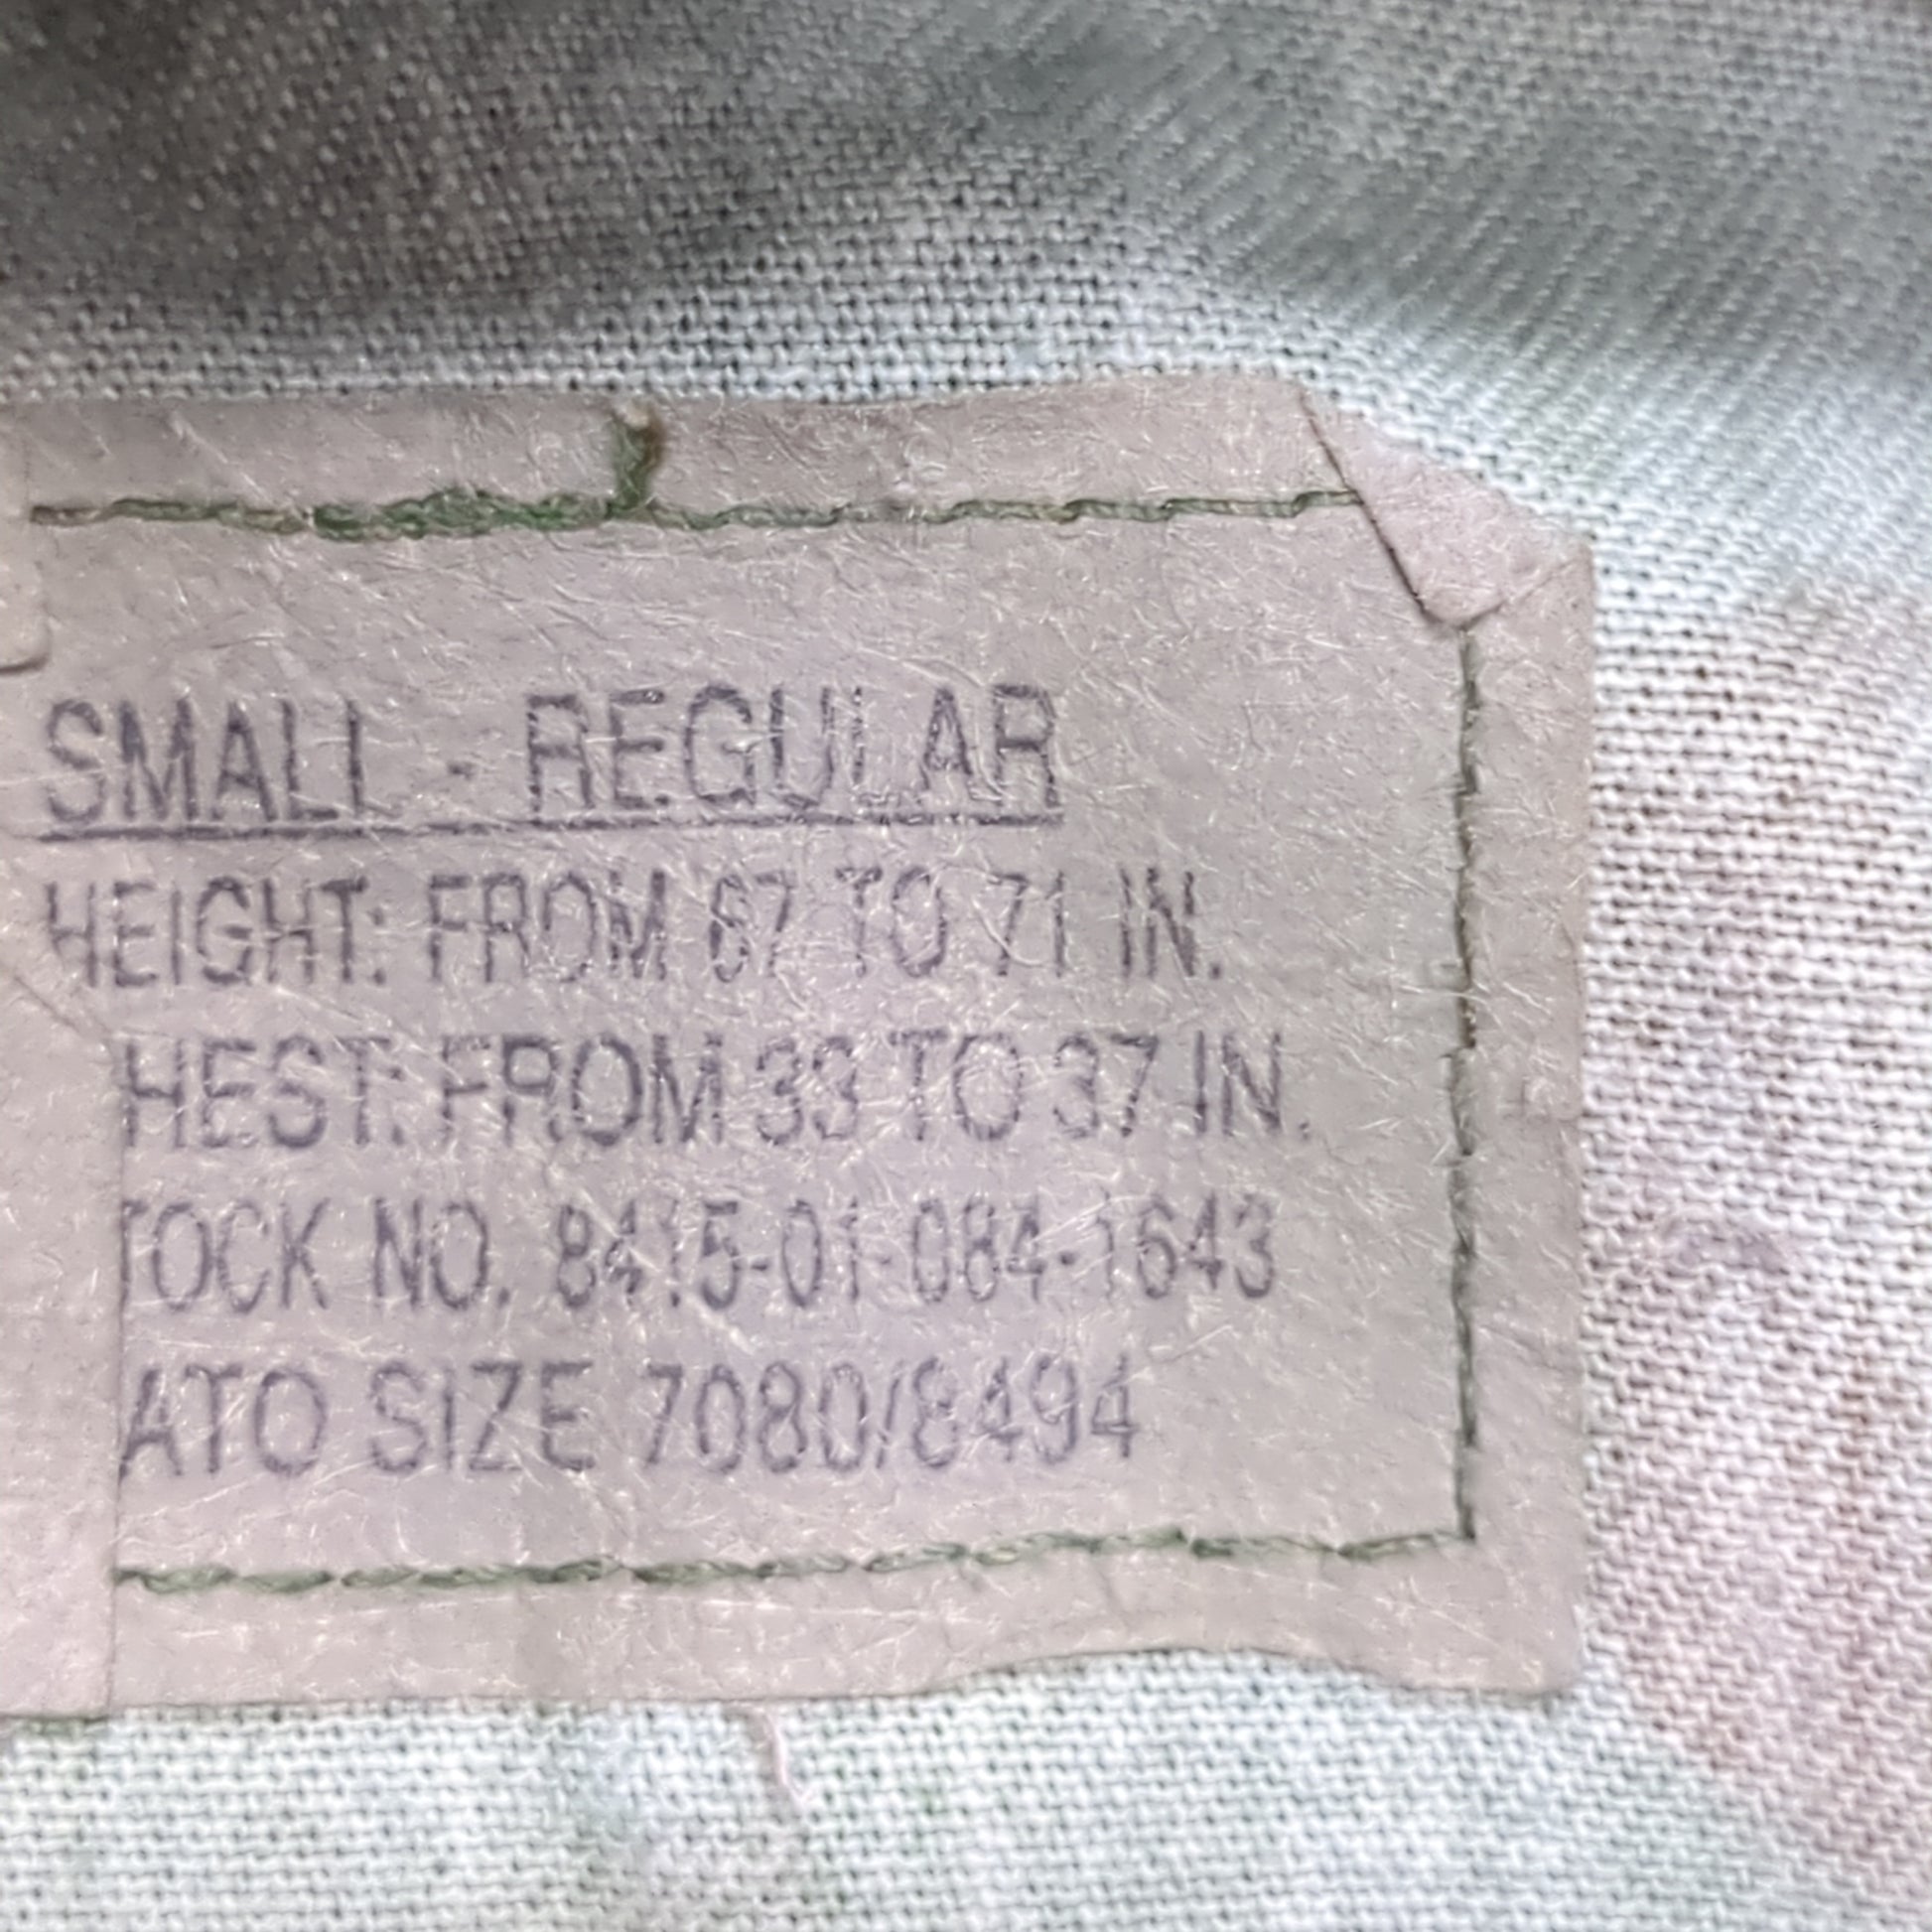 SMALL - REGULAR
HEIGHT: FROM 67 TO 71 IN.
HEST: FROM 33 TO 37 IN.
TOCK NO. 8415-01-084-1643
ATO SIZE 7080/8494